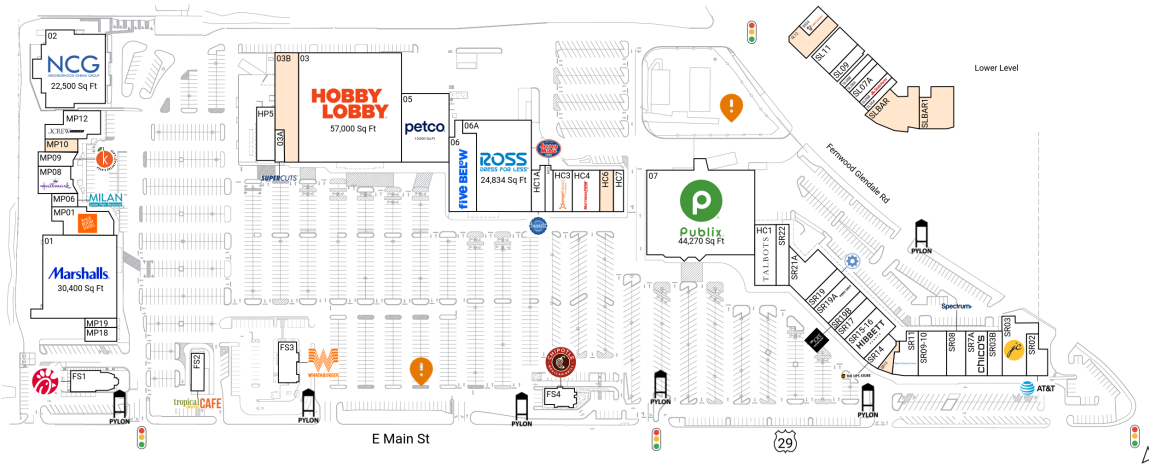 02
NCG
NEIGHBORHOOD CINEMA GROUP
22,500 Sq Ft
MP12
J.CREW
MP10
MP09
MP08
Hallmark
MP06
MILAN
MP01
01
Marshalls
30,400 Sq Ft
MP19
MP18
FS1
PYLON
FS2
tropical CAFE
FS3
WHATABURGER
PYLON
HP5
03B
03A
03
HOBBY LOBBY
57,000 Sq Ft
SUPERCUTS
05
petco
06A
06
five BELOW
ROSS
DRESS FOR LESS
24,834 Sq Ft
HC1A
HC3
HC4
HC6
HC7
CHIPOTLE
FS4
PYLON
07
Publix
44,270 Sq Ft
HC1
TALBOTS
SR22
SR21A
SR19
SR19A
SR19B
SR17
SR15-16
HIBBETT
SR14
THE UPS STORE
SR11
SR09-10
SR08
SR7A
chico's
SR03B
SR03
SR02
Spectrum
AT&T
PYLON
PYLON
PYLON
Fernwood Glendale Rd
SL11
SL09
SL07A
SLBAR
SLBAR1
Lower Level
E Main St
29